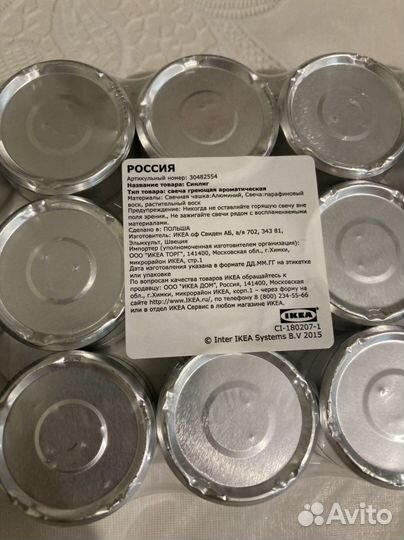 РОССИЯ
Артикульный номер: 30482554
Название товара: Синлиг
Тип товара: свеча греющая ароматическая
Материалы: Свечная чашка:Алюминий, Свеча:парафиновый
воск, растительный воск
Предупреждение: Никогда не оставляйте горящую свечу вне
поля зрения., Не зажигайте свечи рядом с воспламеняемыми
материалами.
Сделано в: ПОЛЬША
Изготовитель: ИКЕА оф Свиден АБ, а/я 702, 343 81,
Эльмхульт, Швеция
Импортер (уполномоченная изготовителем организация):
ООО "ИКЕА ТОРГ", 141400, Московская обл., г.Химки,
микрорайон ИКЕА, стр.1
Дата изготовления указана в формате ДД.ММ.ГГ на этикетке
или упаковке
По вопросам качества товаров ИКЕА обращайтесь к
ООО "ИКЕА ДОМ", Россия, 141400, Московская
обл., г.Химки, микрорайон ИКЕА, корп.1 – через форму на
сайте http://www.IKEA.ru/, по телефону 8 (800) 234-55-66
или в отдел ИКЕА Сервис в любом магазине ИКЕА.
IKEA
CI-180207-1
© Inter IKEA Systems B.V 2015
Avito